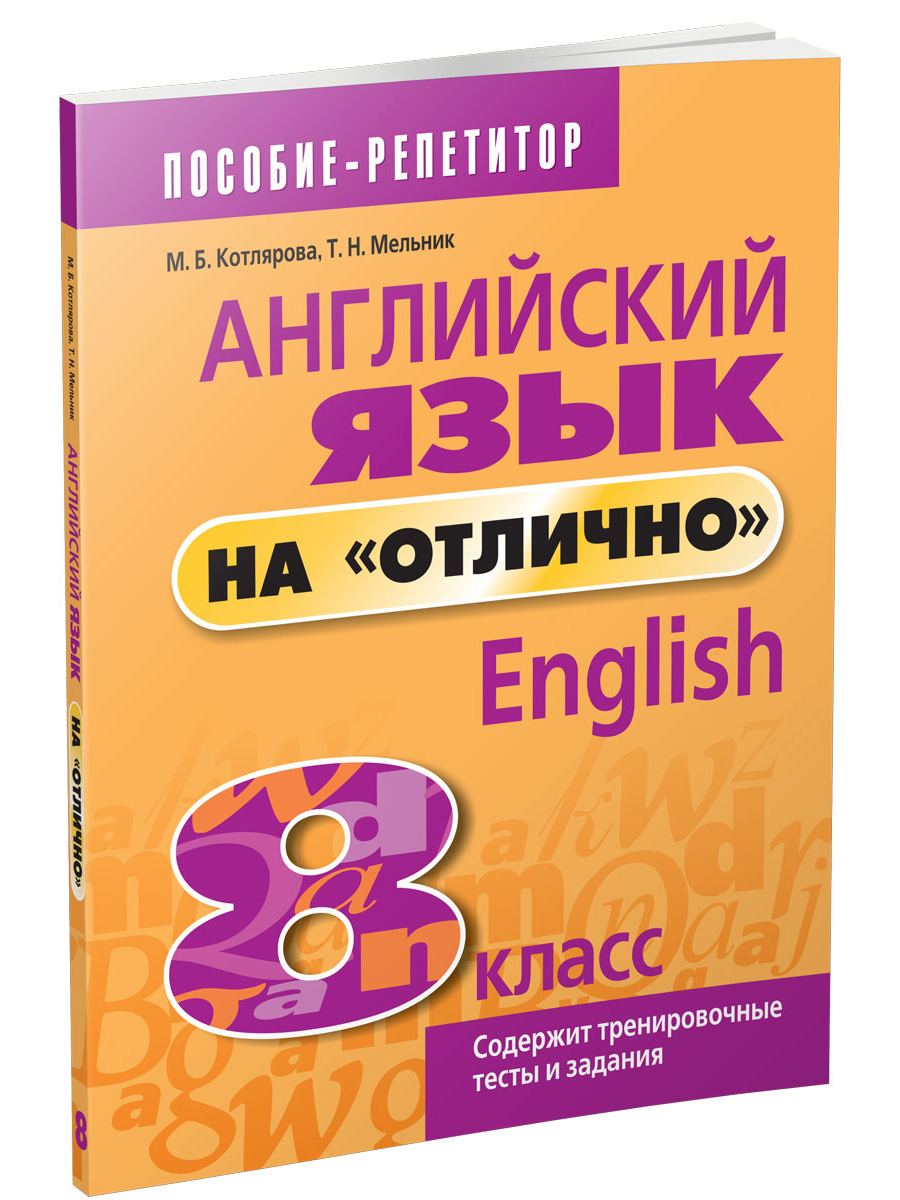 ПОСОБИЕ-РЕПЕТИТОР
М. Б. Котлярова, Т. Н. Мельник
АНГЛИЙСКИЙ
ЯЗЫК
НА «ОТЛИЧНО»
English
8
класс
Содержит тренировочные
тесты и задания
М. Б. Котлярова, Т. Н. Мельник АНГЛИЙСКИЙ ЯЗЫК НА «ОТЛИЧНО» 8